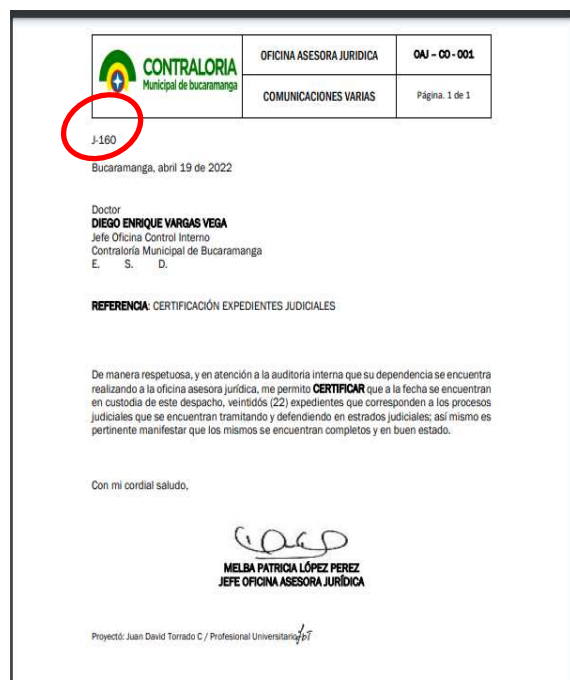 CONTRALORIA
Municipal de bucaramanga
OFICINA ASESORA JURIDICA
OAJ – CO - 001
COMUNICACIONES VARIAS
Página. 1 de 1
J-160
Bucaramanga, abril 19 de 2022
Doctor
DIEGO ENRIQUE VARGAS VEGA
Jefe Oficina Control Interno
Contraloría Municipal de Bucaramanga
E. S. D.
REFERENCIA: CERTIFICACIÓN EXPEDIENTES JUDICIALES
De manera respetuosa, y en atención a la auditoria interna que su dependencia se encuentra
realizando a la oficina asesora jurídica, me permito CERTIFICAR que a la fecha se encuentran
en custodia de este despacho, veintidós (22) expedientes que corresponden a los procesos
judiciales que se encuentran tramitando y defendiendo en estrados judiciales; así mismo es
pertinente manifestar que los mismos se encuentran completos y en buen estado.
Con mi cordial saludo,
MELBA PATRICIA LÓPEZ PEREZ
JEFE OFICINA ASESORA JURÍDICA
Proyectó: Juan David Torrado C / Profesional Universitario